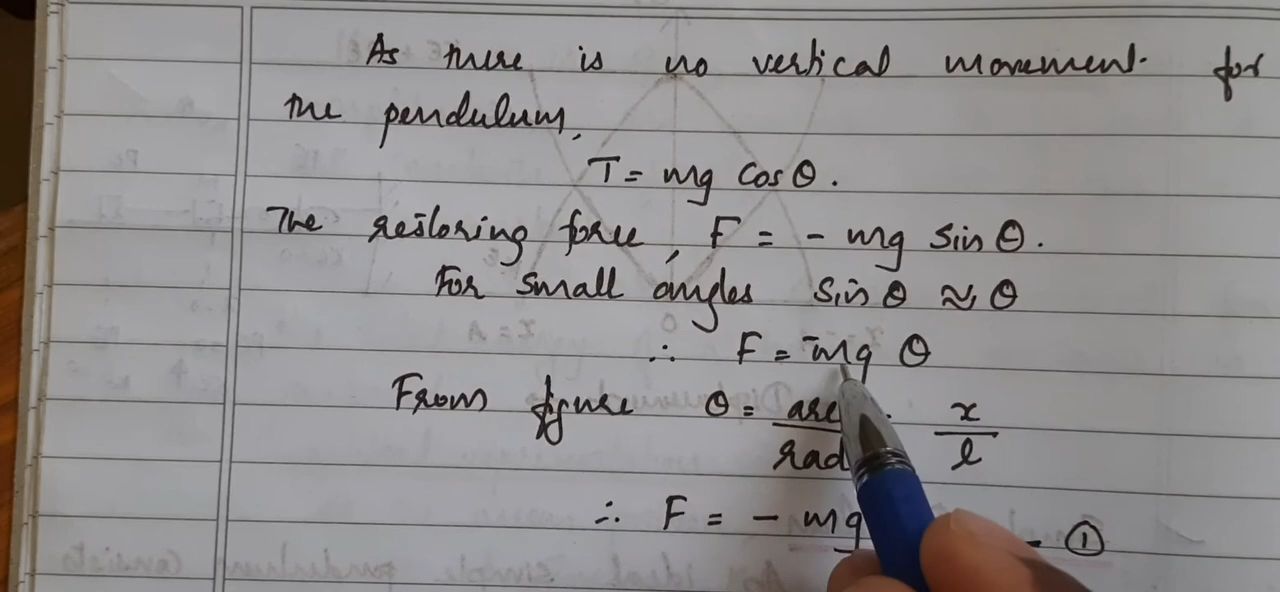 As there is no vertical movement. for
the pendulum,
T = mg cos θ.
The restoring force, F = - mg sin θ.
For small angles sin θ ≈ θ
∴ F = -mg θ
From figure θ = arc/rad x/l
∴ F = - mg - ①